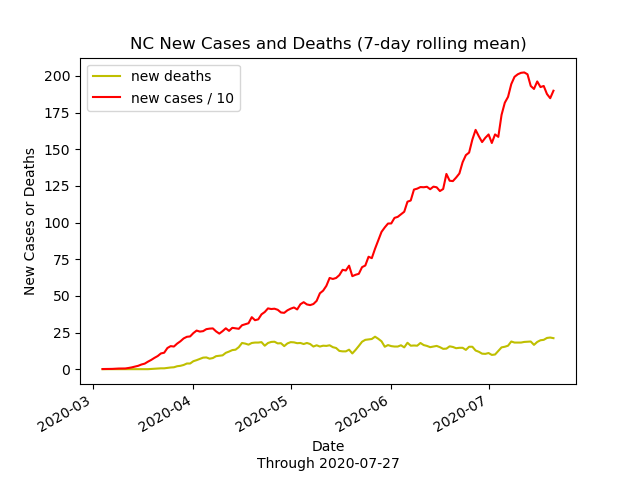 NC New Cases and Deaths (7-day rolling mean)
new deaths
new cases / 10
200
175
150
125
100
75
50
25
0
New Cases or Deaths
2020-03
2020-04
2020-05
2020-06
2020-07
Date
Through 2020-07-27